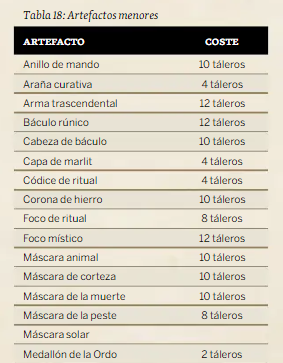 Tabla 18: Artefactos menores
ARTEFACTO COSTE
Anillo de mando 10 táleros
Araña curativa 4 táleros
Arma trascendental 12 táleros
Báculo rúnico 12 táleros
Cabeza de báculo 10 táleros
Capa de marlit 4 táleros
Códice de ritual 4 táleros
Corona de hierro 10 táleros
Foco de ritual 8 táleros
Foco místico 12 táleros
Máscara animal 10 táleros
Máscara de corteza 10 táleros
Máscara de la muerte 10 táleros
Máscara de la peste 8 táleros
Máscara solar
Medallón de la Ordo 2 táleros